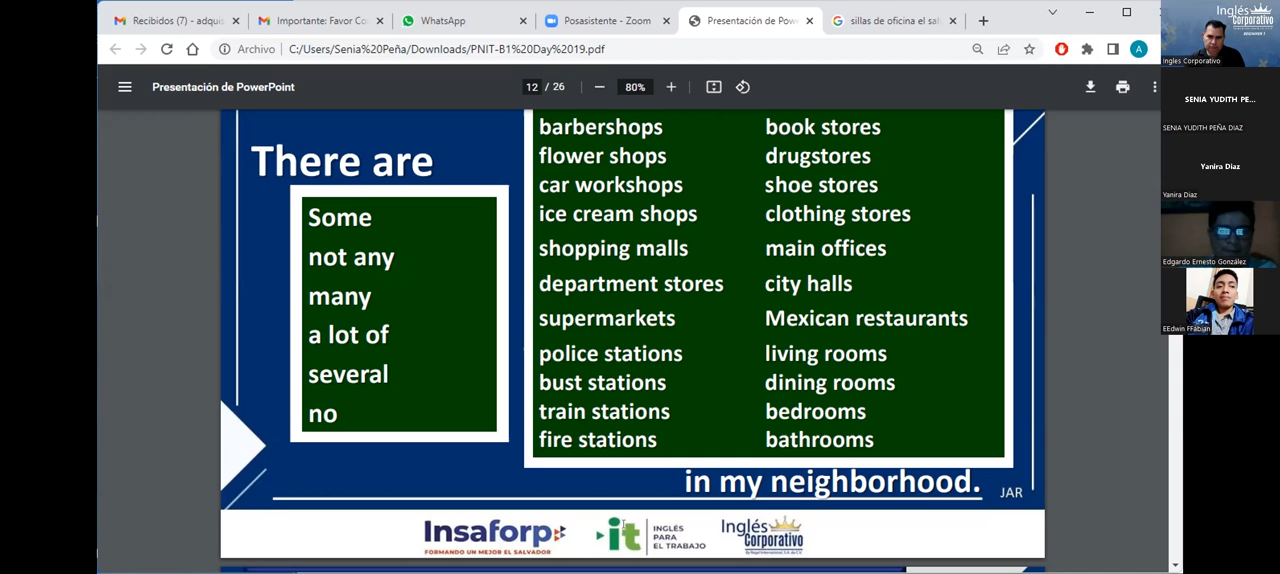 Recibidos (7) - adquis
Importante: Favor Co
WhatsApp
Posasistente - Zoom
Presentación de Powe
sillas de oficina el sal
Archivo | C:/Users/Senia%20Peña/Downloads/PNIT-B1%20Day%2019.pdf
A
Presentación de PowerPoint
12 / 26
80%
There are
Some
not any
many
a lot of
several
no
barbershops book stores
flower shops drugstores
car workshops shoe stores
ice cream shops clothing stores
shopping malls main offices
department stores city halls
supermarkets Mexican restaurants
police stations living rooms
bust stations dining rooms
train stations bedrooms
fire stations bathrooms
in my neighborhood.
JAR
Insaforp
FORMANDO UN MEJOR EL SALVADOR
it
INGLÉS
PARA
EL TRABAJO
Inglés
Corporativo
Inglés
Corporativo
BEGINNER 1
Ingles Corporativo
SENIA YUDITH PE...
SENIA YUDITH PEÑA DIAZ
Yanira Diaz
Yanira Diaz
Edgardo Ernesto González
EEdwin FFabian